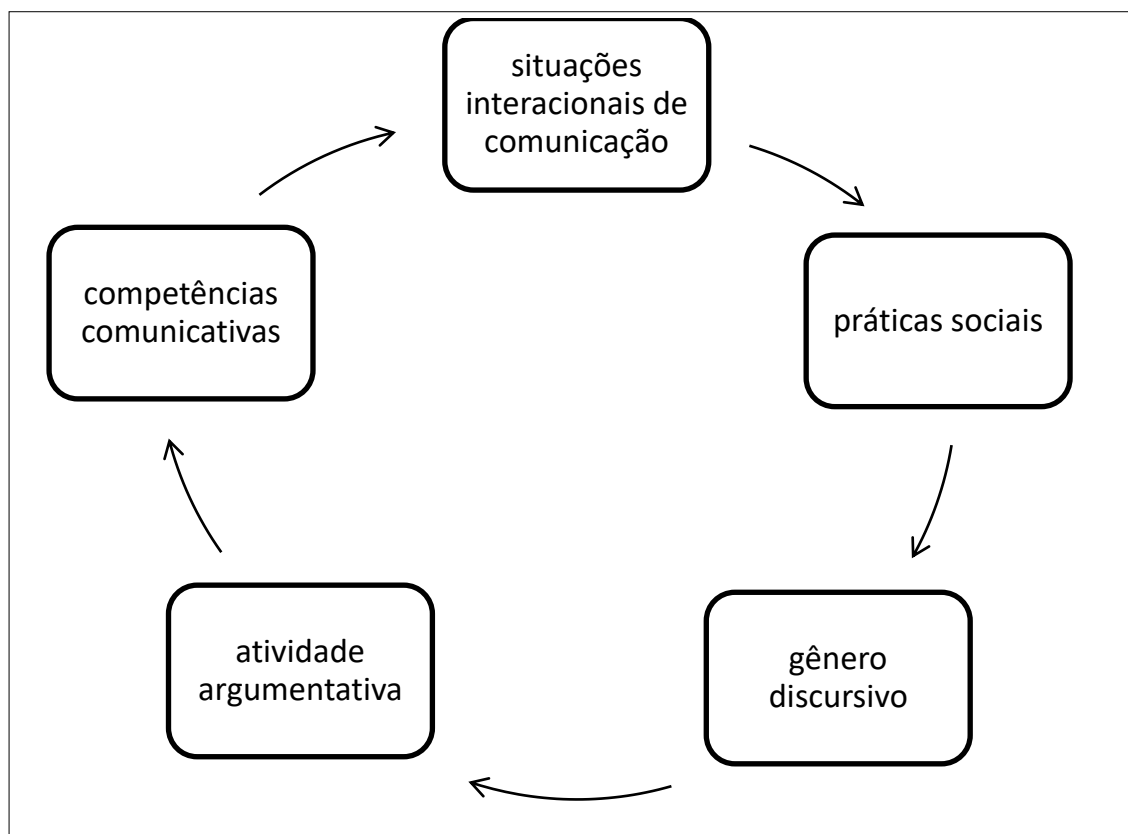 situações
interacionais de
comunicação
práticas sociais
gênero
discursivo
atividade
argumentativa
competências
comunicativas